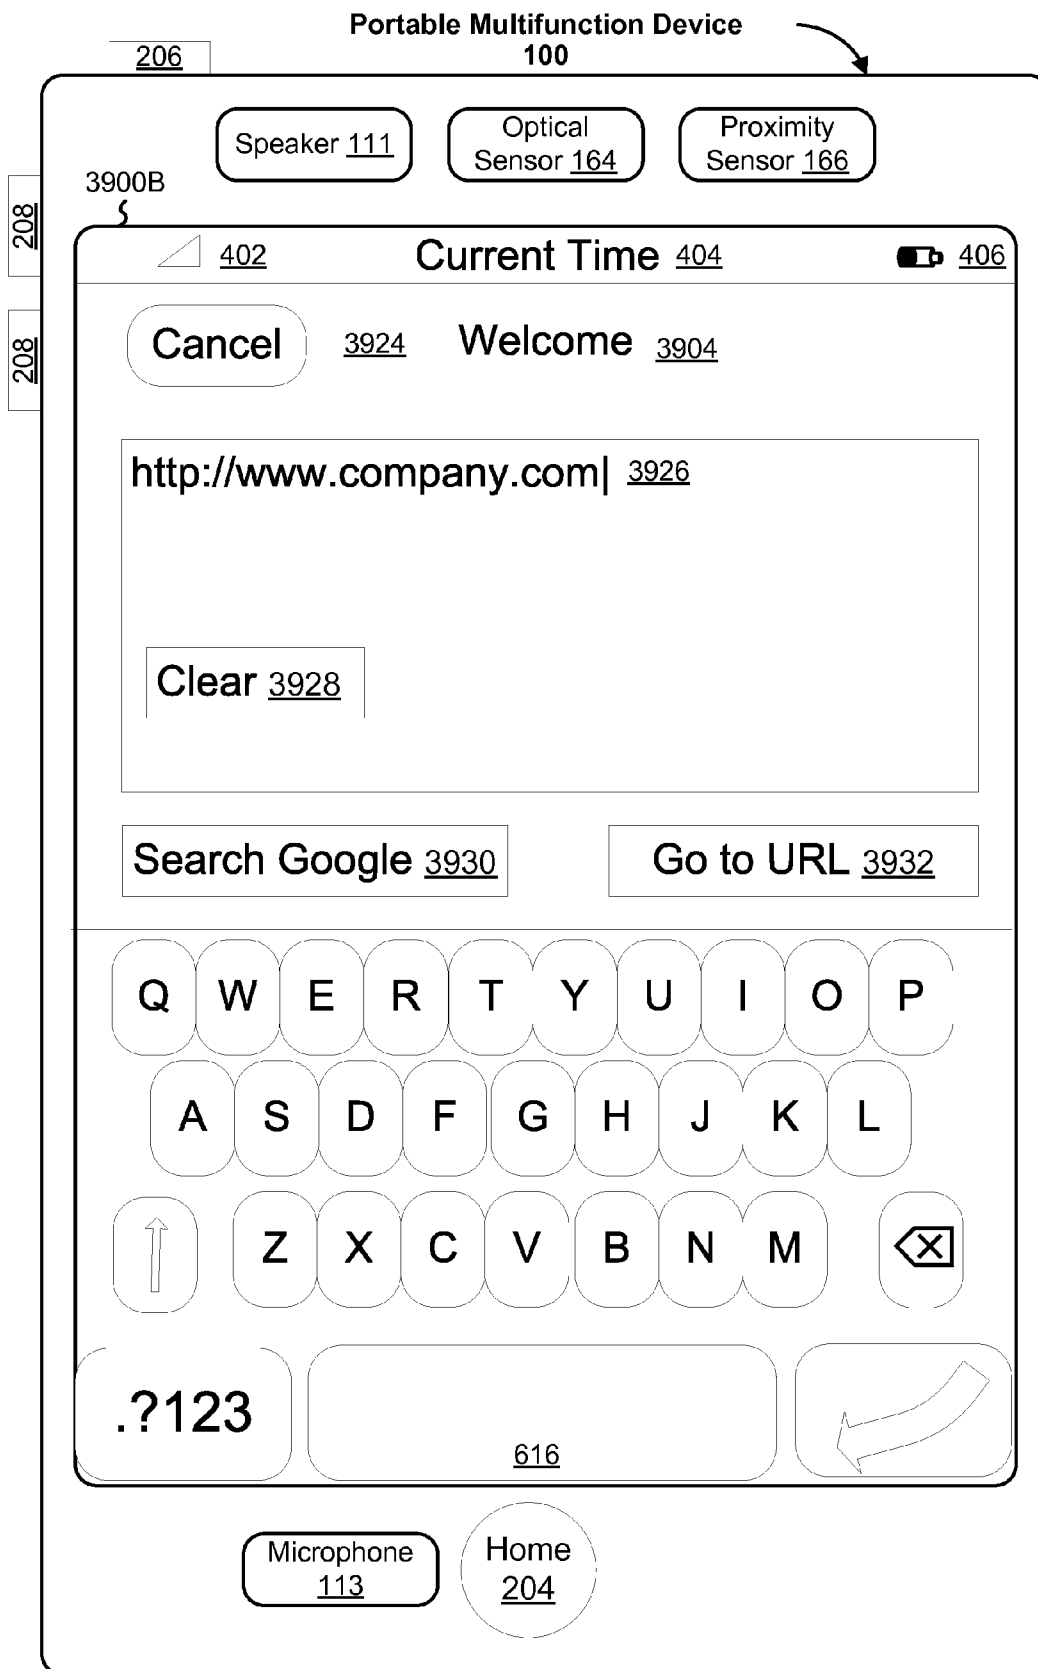 Portable Multifunction Device
100
206
Speaker 111
Optical
Sensor 164
Proximity
Sensor 166
3900B
208
208
402
Current Time 404
406
Cancel 3924
Welcome 3904
http://www.company.com| 3926
Clear 3928
Search Google 3930
Go to URL 3932
Q W E R T Y U I O P
A S D F G H J K L
Z X C V B N M
.?123
616
Microphone
113
Home
204